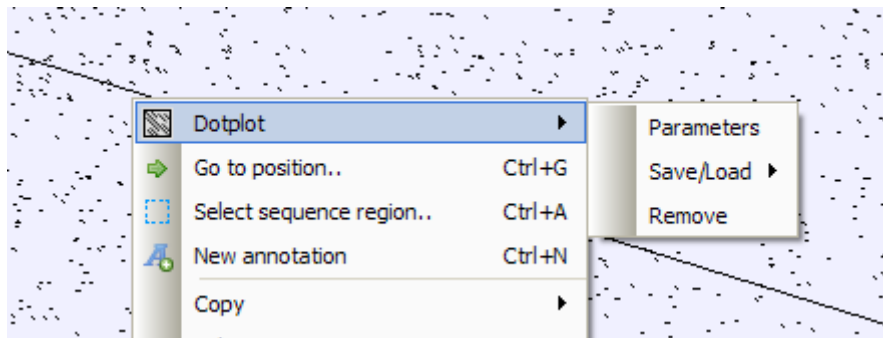 Dotplot
Go to position.. Ctrl+G
Select sequence region.. Ctrl+A
New annotation Ctrl+N
Copy
Parameters
Save/Load
Remove